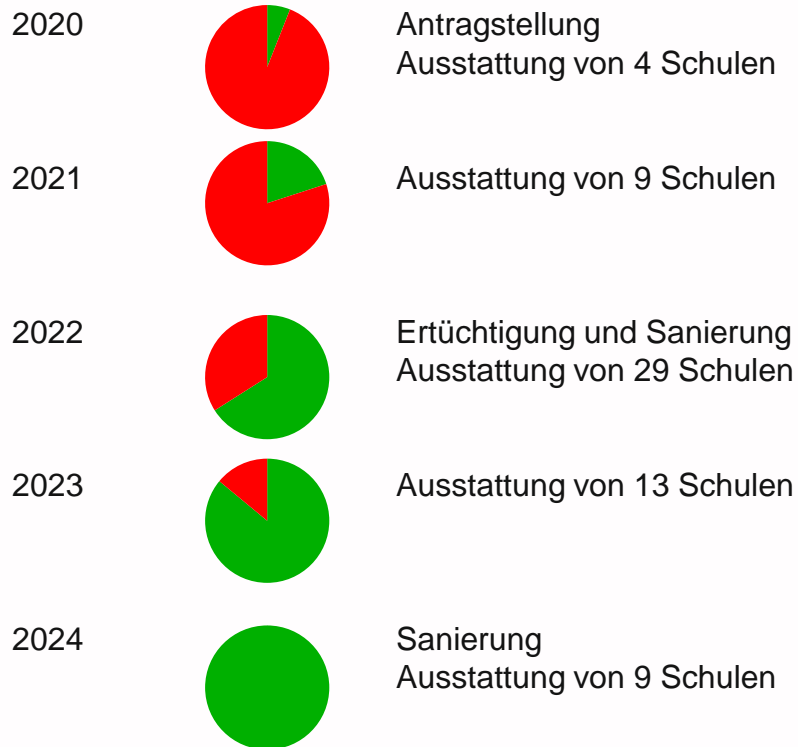 2020
Antragstellung
Ausstattung von 4 Schulen
2021
Ausstattung von 9 Schulen
2022
Ertüchtigung und Sanierung
Ausstattung von 29 Schulen
2023
Ausstattung von 13 Schulen
2024
Sanierung
Ausstattung von 9 Schulen